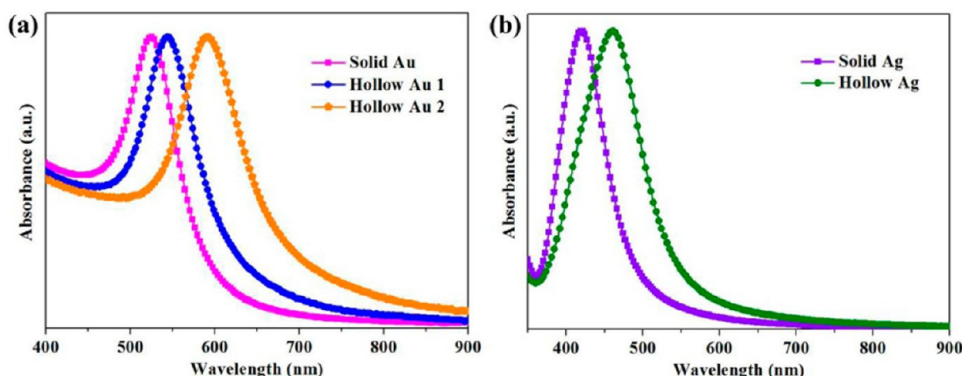 (a)
Solid Au
Hollow Au 1
Hollow Au 2
Absorbance (a.u.)
400 500 600 700 800 900
Wavelength (nm)
(b)
Solid Ag
Hollow Ag
Absorbance (a.u.)
400 500 600 700 800 900
Wavelength (nm)